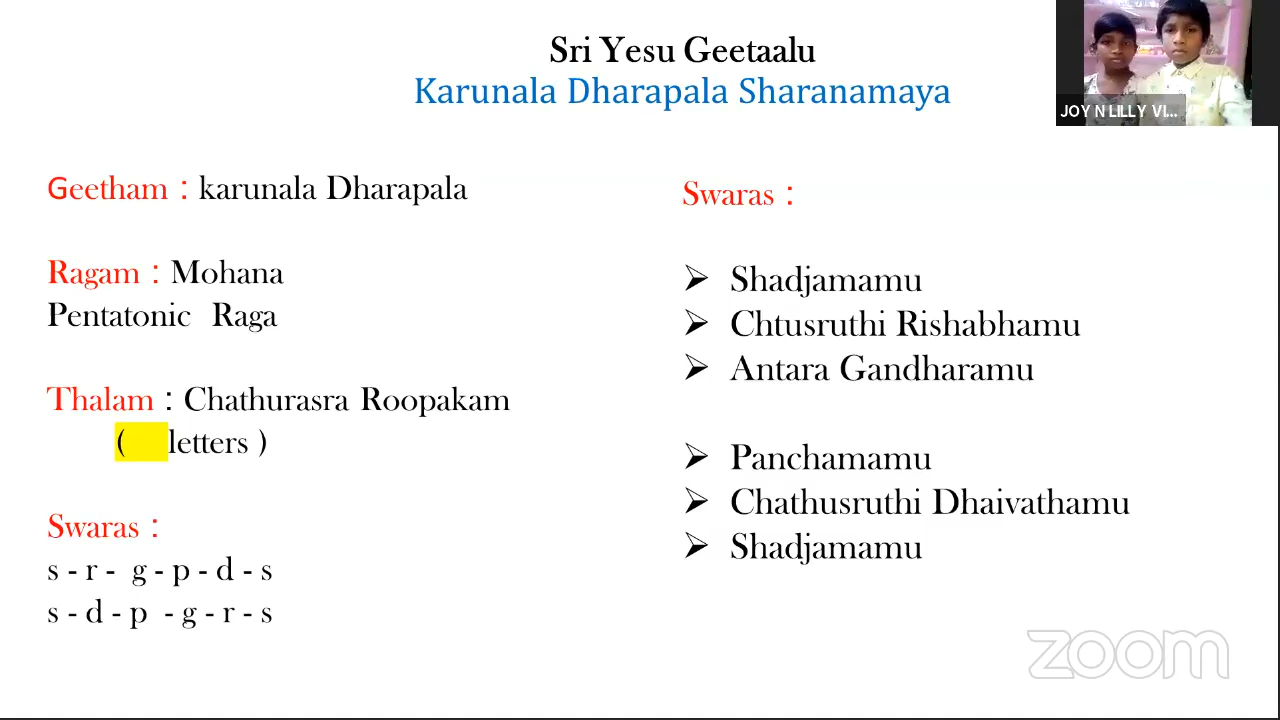 Sri Yesu Geetaalu
Karunala Dharapala Sharanamaya
JOY N LILLY VI...
Geetham : karunala Dharapala
Ragam : Mohana
Pentatonic Raga
Thalam : Chathurasra Roopakam
( letters )
Swaras :
s - r - g - p - d - s
s - d - p - g - r - s
Swaras :
➢ Shadjamamu
➢ Chtusruthi Rishabhamu
➢ Antara Gandharamu
➢ Panchamamu
➢ Chathusruthi Dhaivathamu
➢ Shadjamamu
zoom